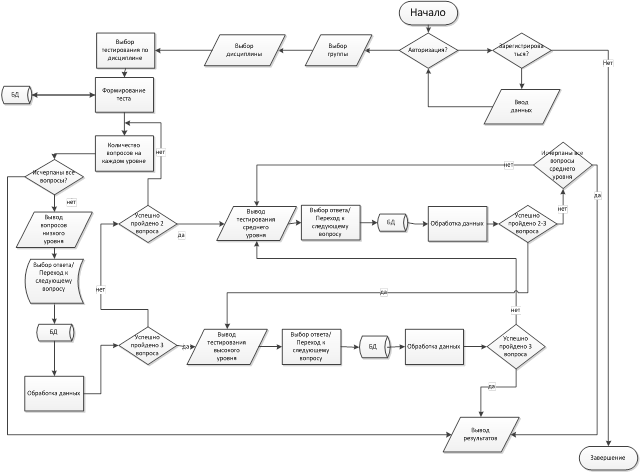 Начало
Выбор
тестирования по
дисциплине
Выбор
дисциплины
Выбор
группы
Авторизация?
Зарегистрирова
ться?
Нет
БД
Формирование
теста
Ввод
данных
Количество
вопросов на
каждом уровне
нет
Исчерпаны все
вопросы
среднего
уровня
нет
да
Исчерпаны все
вопросы?
нет
Вывод
вопросов
низкого
уровня
Успешно
пройдено 2
вопроса
да
Вывод
тестирования
среднего
уровня
Выбор ответа/
Переход к
следующему
вопросу
БД
Обработка данных
Успешно
пройдено 2-3
вопроса
нет
Выбор ответа/
Переход к
следующему
вопросу
нет
да
нет
БД
Успешно
пройдено 3
вопроса
да
Вывод
тестирования
высокого
уровня
Выбор ответа/
Переход к
следующему
вопросу
БД
Обработка данных
Успешно
пройдено 3
вопроса
да
Обработка данных
Вывод
результатов
Завершение